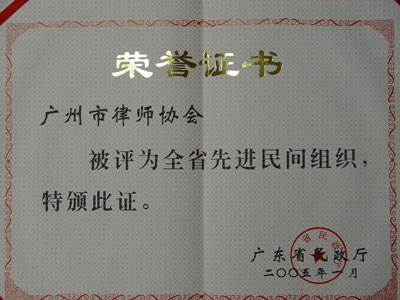 荣誉证书
广州市律师协会
被评为全省先进民间组织，
特颁此证。
广东省民政厅
二〇〇五年一月